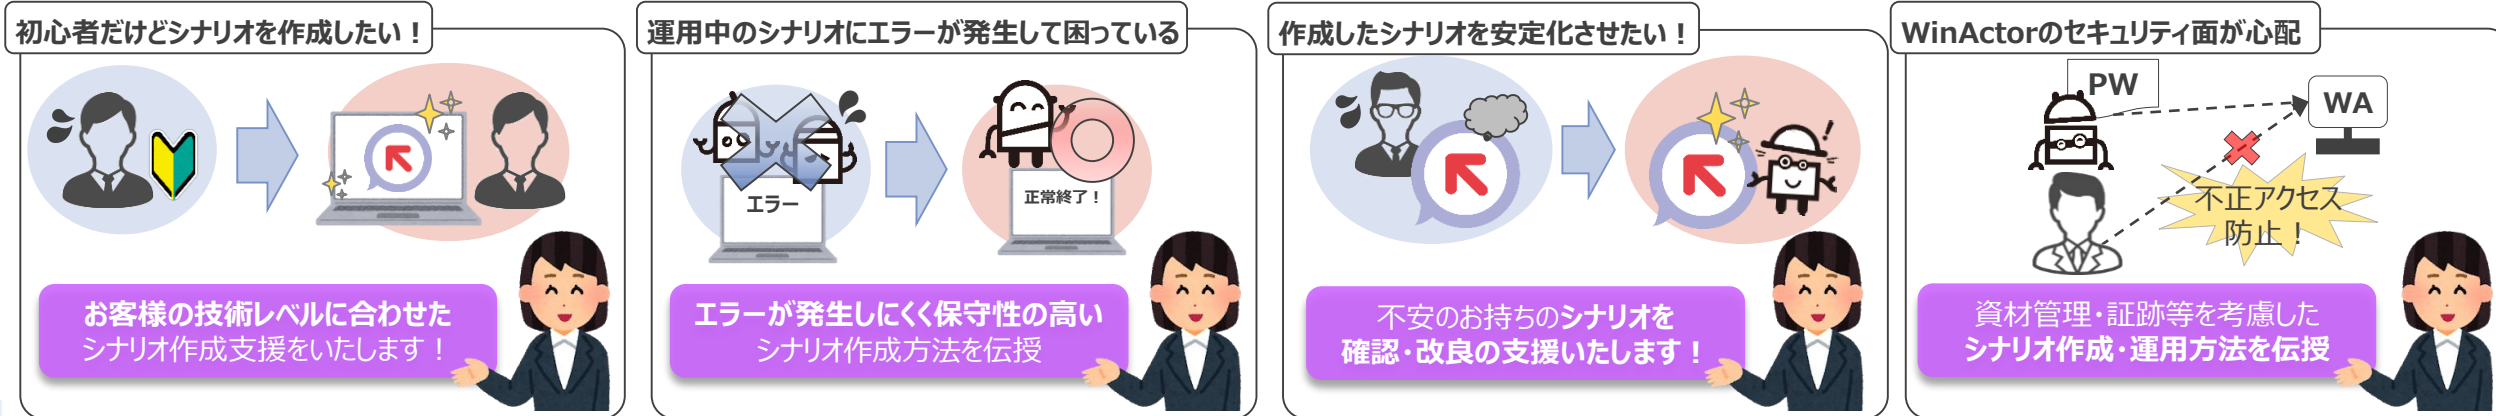 初心者だけどシナリオを作成したい！
お客様の技術レベルに合わせた
シナリオ作成支援をいたします！
運用中のシナリオにエラーが発生して困っている
エラー
正常終了！
エラーが発生しにくく保守性の高い
シナリオ作成方法を伝授
作成したシナリオを安定化させたい！
不安のお持ちのシナリオを
確認・改良の支援いたします！
WinActorのセキュリティ面が心配
PW
WA
不正アクセス
防止！
資材管理・証跡等を考慮した
シナリオ作成・運用方法を伝授